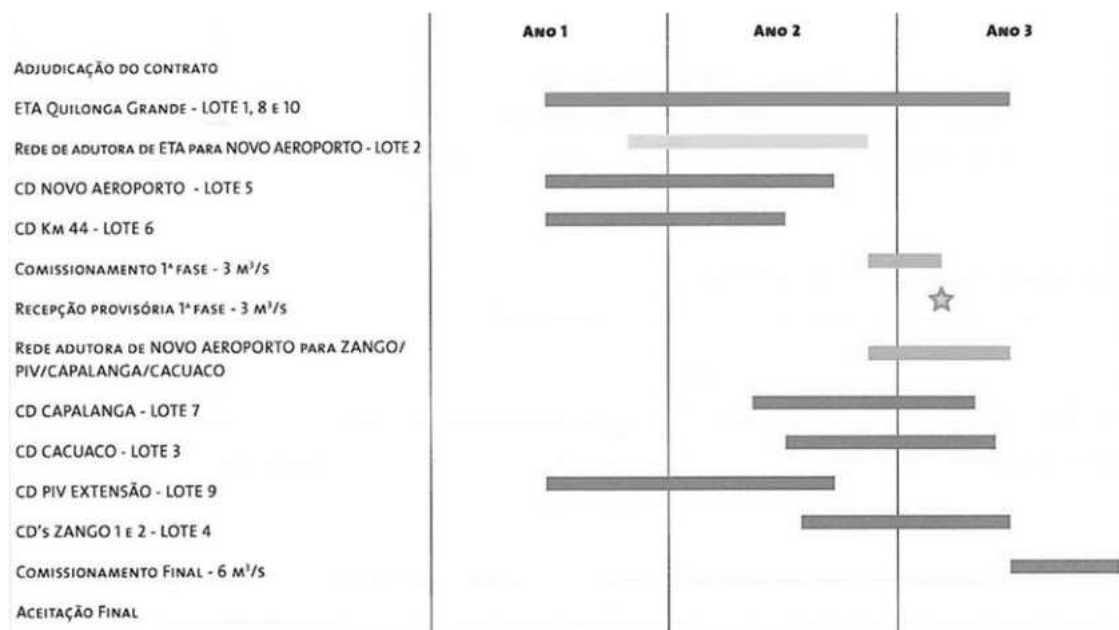 Ano 1 Ano 2 Ano 3
Adjudicação do contrato
ETA Quilonga Grande - LOTE 1, 8 e 10
Rede de adutora de ETA para NOVO AEROPORTO - LOTE 2
CD NOVO AEROPORTO - LOTE 5
CD Km 44 - LOTE 6
Comissionamento 1ª fase - 3 m³/s
Recepção provisória 1ª fase - 3 m³/s
Rede adutora de NOVO AEROPORTO para ZANGO/
PIV/CAPALANGA/CACUACO
CD CAPALANGA - LOTE 7
CD CACUACO - LOTE 3
CD PIV EXTENSÃO - LOTE 9
CD's ZANGO 1 e 2 - LOTE 4
Comissionamento Final - 6 m³/s
Aceitação Final